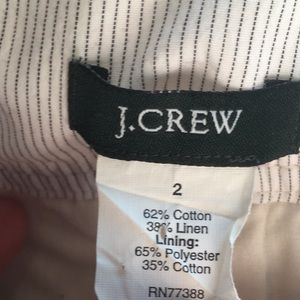 J.CREW
2
62% Cotton
38% Linen
Lining:
65% Polyester
35% Cotton
RN77388